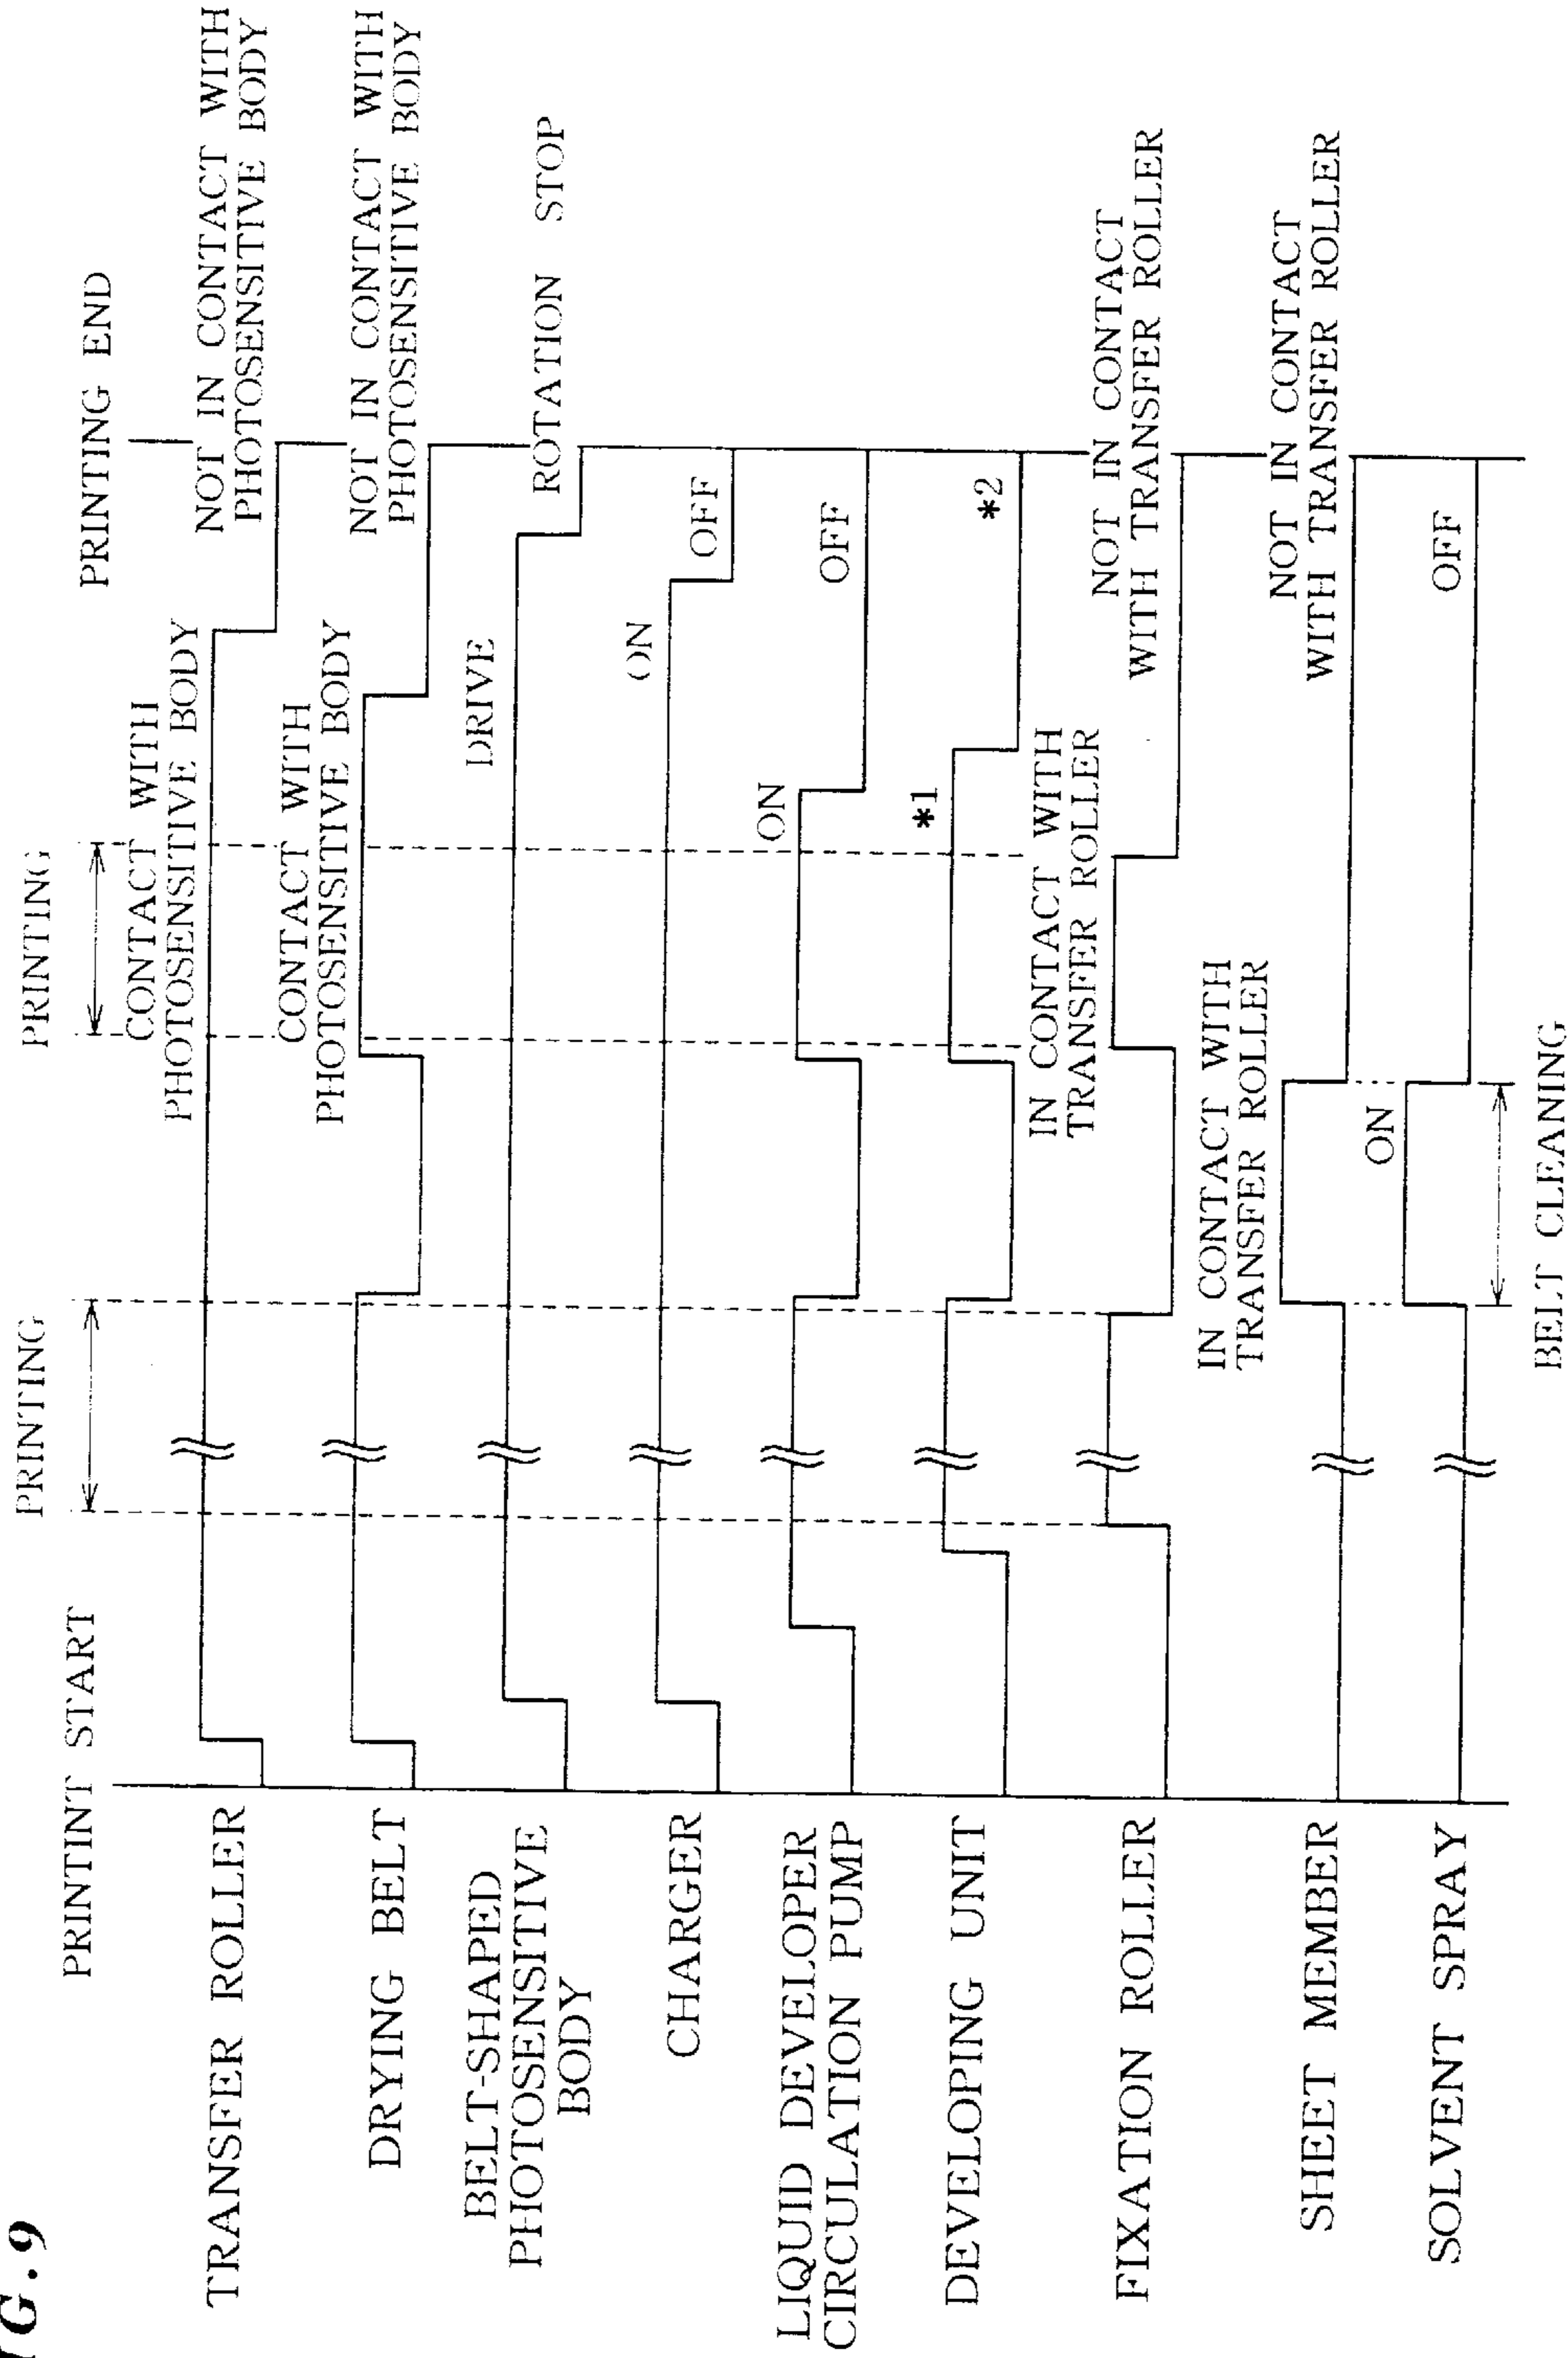 IG.9
PRINTING
PRINTING
PRINTINT START
PRINTING END
TRANSFER ROLLER
CONTACT WITH
PHOTOSENSITIVE BODY
NOT IN CONTACT WITH
PHOTOSENSITIVE BODY
DRYING BELT
CONTACT WITH
PHOTOSENSITIVE BODY
NOT IN CONTACT WITH
PHOTOSENSITIVE BODY
BELT-SHAPED
PHOTOSENSITIVE
BODY
DRIVE
ROTATION STOP
CHARGER
ON
OFF
LIQUID DEVELOPER
CIRCULATION PUMP
ON
OFF
DEVELOPING UNIT
*1
*2
FIXATION ROLLER
IN CONTACT WITH
TRANSFER ROLLER
NOT IN CONTACT
WITH TRANSFER ROLLER
SHEET MEMBER
IN CONTACT WITH
TRANSFER ROLLER
NOT IN CONTACT
WITH TRANSFER ROLLER
SOLVENT SPRAY
ON
OFF
BELT CLEANING